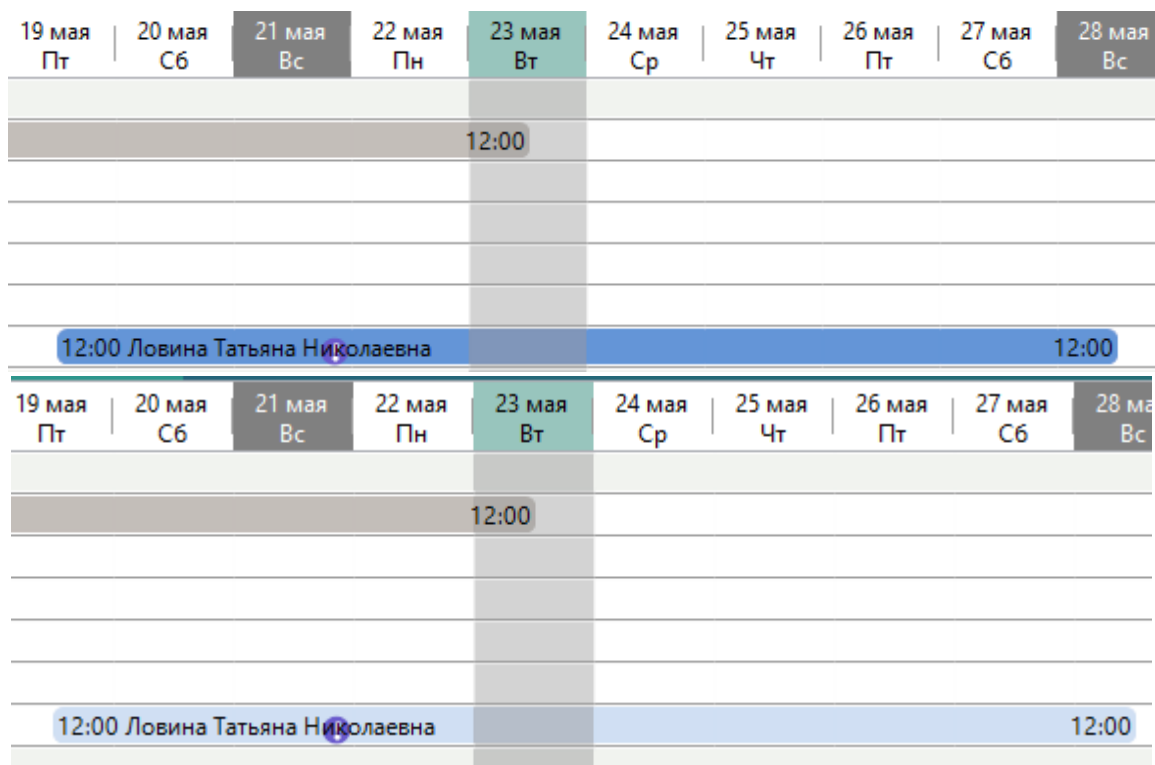 19 мая 20 мая 21 мая 22 мая 23 мая 24 мая 25 мая 26 мая 27 мая 28 мая
Пт Сб Вс Пн Вт Ср Чт Пт Сб Вс
12:00
12:00 Ловина Татьяна Николаевна 12:00
19 мая 20 мая 21 мая 22 мая 23 мая 24 мая 25 мая 26 мая 27 мая 28 ма
Пт Сб Вс Пн Вт Ср Чт Пт Сб Вс
12:00
12:00 Ловина Татьяна Николаевна 12:00